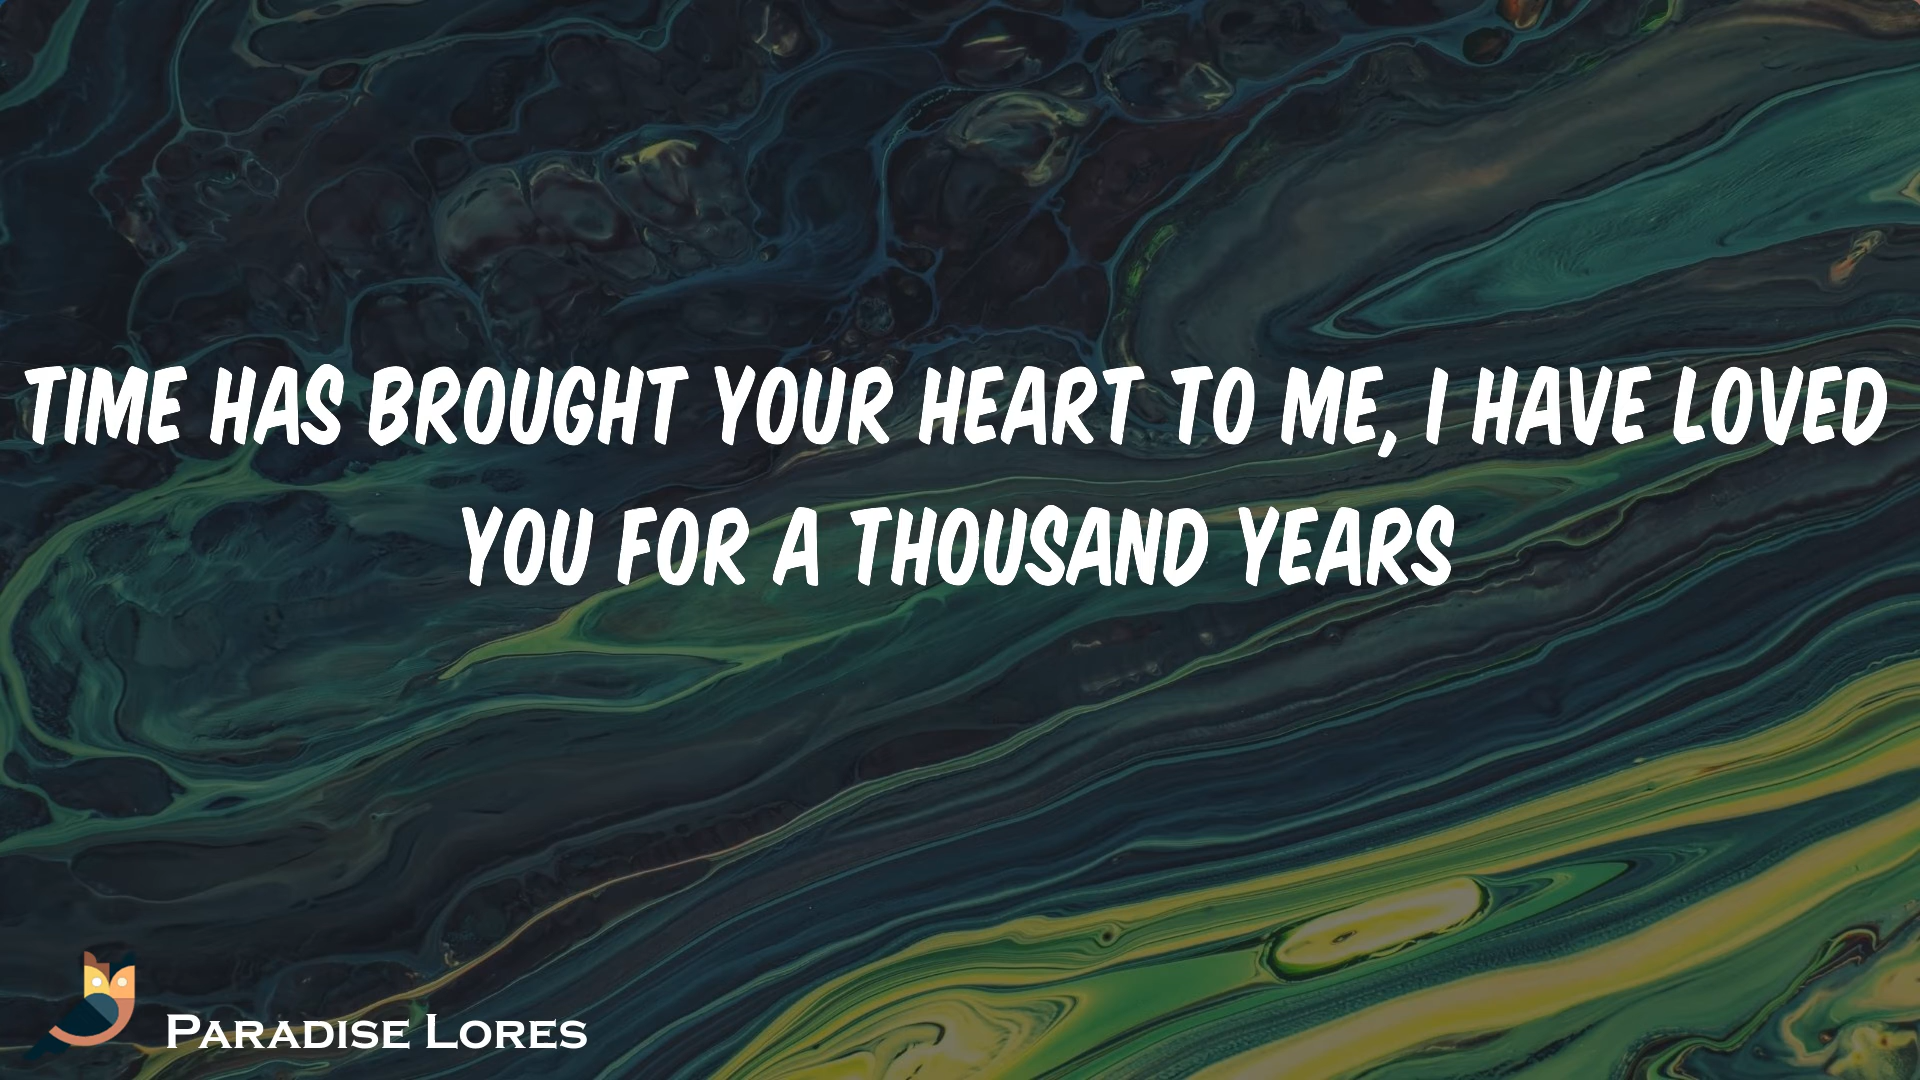 TIME HAS BROUGHT YOUR HEART TO ME, I HAVE LOVED
YOU FOR A THOUSAND YEARS
PARADISE LORES